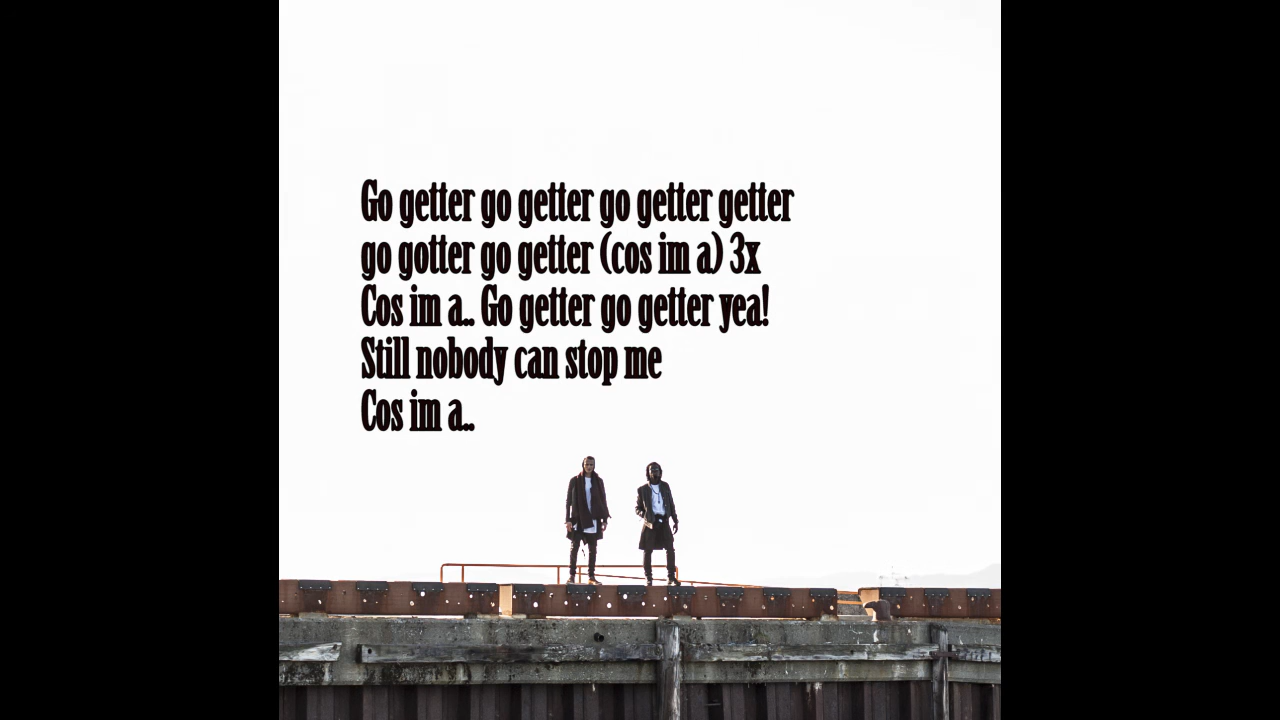 Go getter go getter go getter getter
go gotter go getter (cos im a) 3x
Cos im a.. Go getter go getter yea!
Still nobody can stop me
Cos im a..